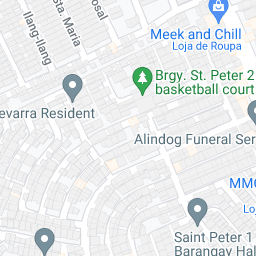 osal
Sta. Maria
Ilang-Ilang
Meek and Chill
Loja de Roupa
Brgy. St. Peter 2
basketball court
evarra Resident
Alindog Funeral Ser
MMC
Lo
Saint Peter 1
Barangay Hal